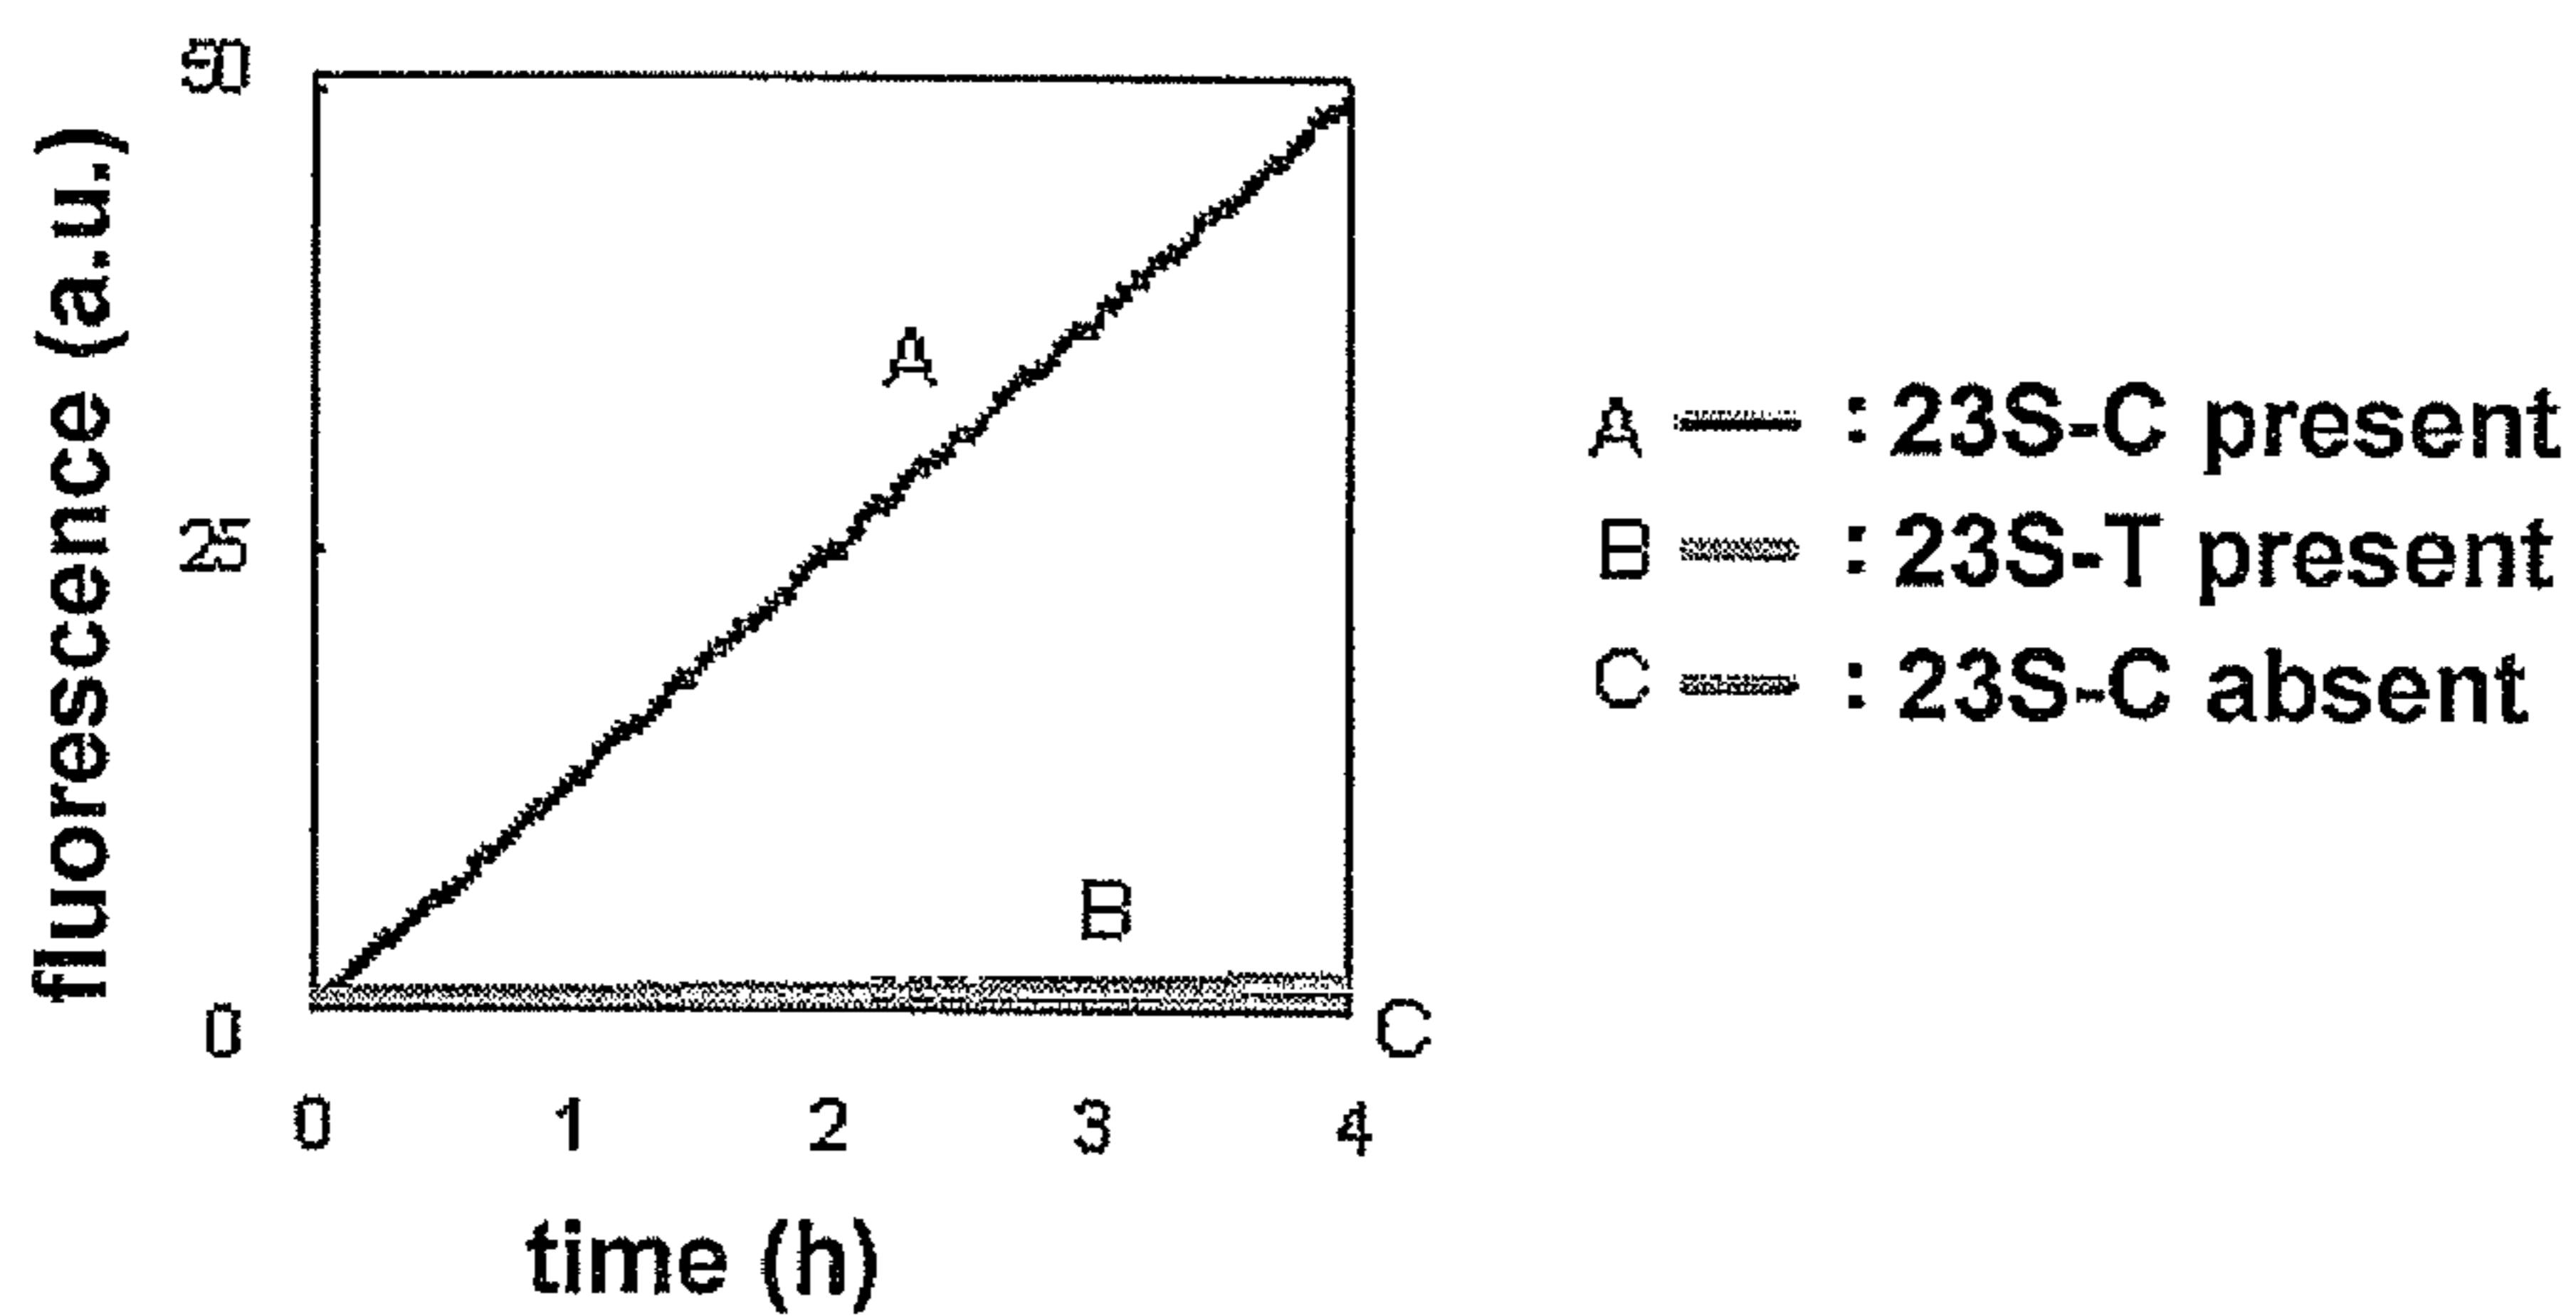 fluorescence (a.u.)
50
25
0
0 1 2 3 4
time (h)
A
B
C
A : 23S-C present
B : 23S-T present
C : 23S-C absent